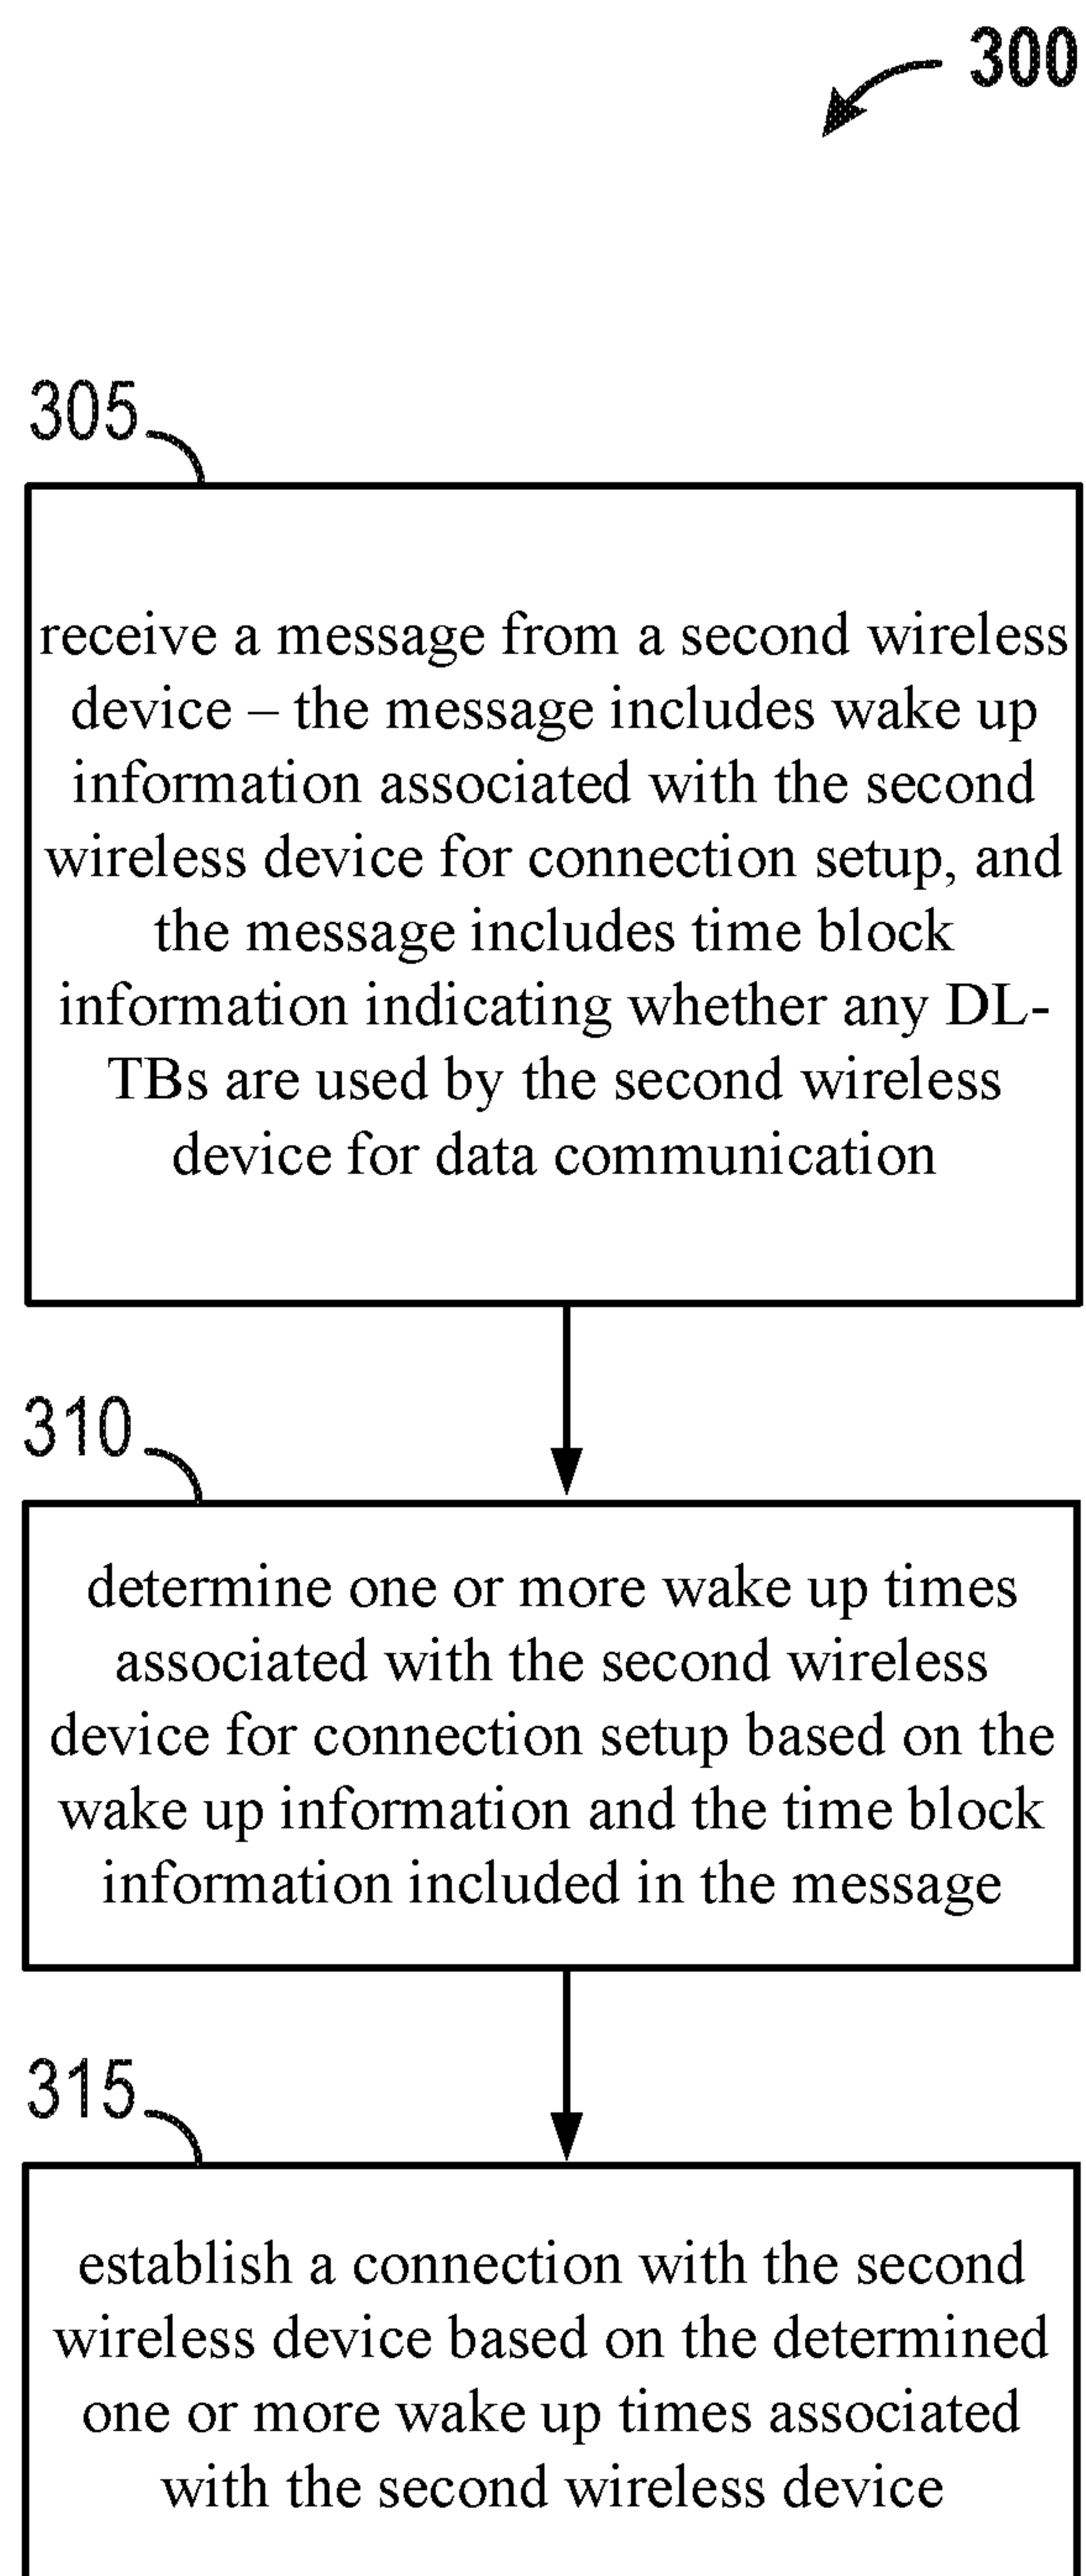 300
305
receive a message from a second wireless
device – the message includes wake up
information associated with the second
wireless device for connection setup, and
the message includes time block
information indicating whether any DL-
TBs are used by the second wireless
device for data communication
310
determine one or more wake up times
associated with the second wireless
device for connection setup based on the
wake up information and the time block
information included in the message
315
establish a connection with the second
wireless device based on the determined
one or more wake up times associated
with the second wireless device